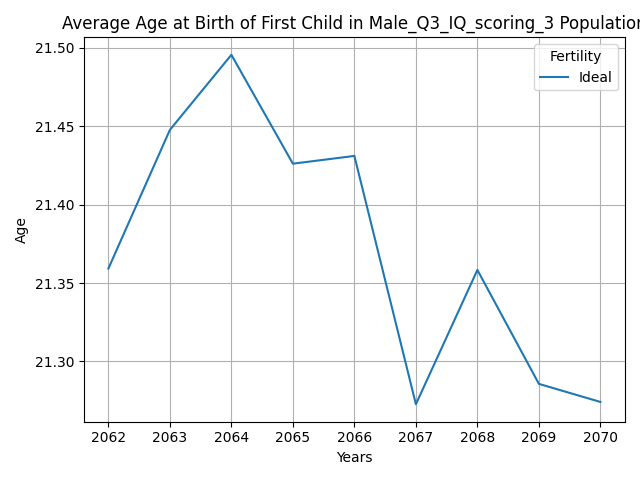 Average Age at Birth of First Child in Male_Q3_IQ_scoring_3 Population
Fertility
Ideal
21.50
21.45
21.40
21.35
21.30
Age
2062 2063 2064 2065 2066 2067 2068 2069 2070
Years